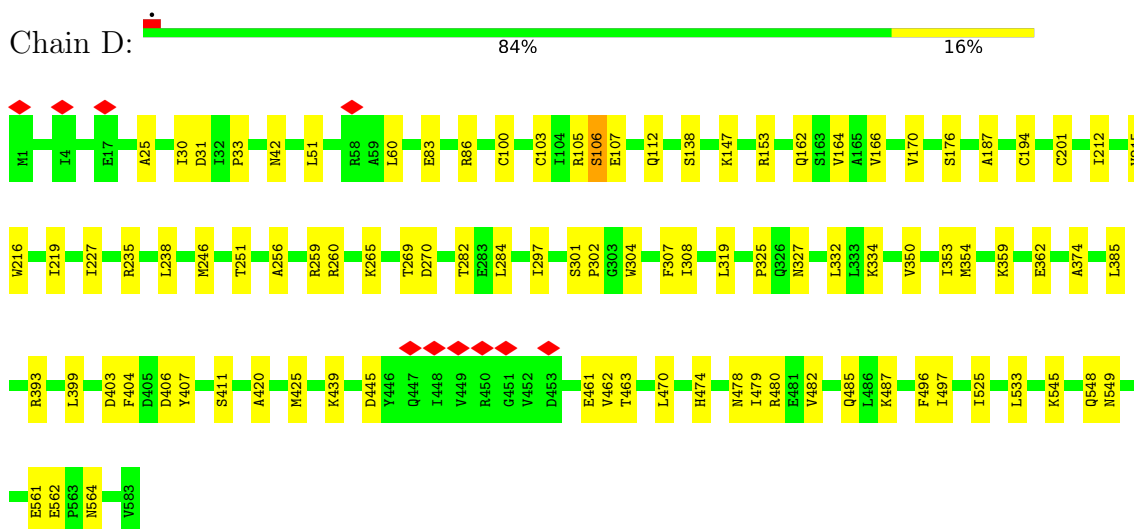 Chain D:
84% 16%
M1 I4 E17 A25 I30 D31 I32 P33 N42 L51 R58 A59 L60 E83 R86 C100 C103 I104 R105 S106 E107 Q112 S138 K147 R153 Q162 S163 V164 A165 V166 V170 S176 A187 C194 C201 I212
W216 I219 I227 R235 L238 M246 T251 A256 R259 R260 K265 T269 D270 T282 E283 L284 I297 S301 P302 G303 W304 F307 I308 L319 P325 Q326 N327 L332 L333 K334 V350 I353 M354 K359 E362 A374 L385
R393 L399 D403 F404 D405 D406 Y407 S411 A420 M425 K439 D445 Y446 Q447 I448 V449 R450 G451 V452 D453 E461 V462 T463 L470 H474 N478 I479 R480 E481 V482 Q485 L486 K487 F496 I497 I525 L533 K545 Q548 N549
E561 E562 P563 N564 V583